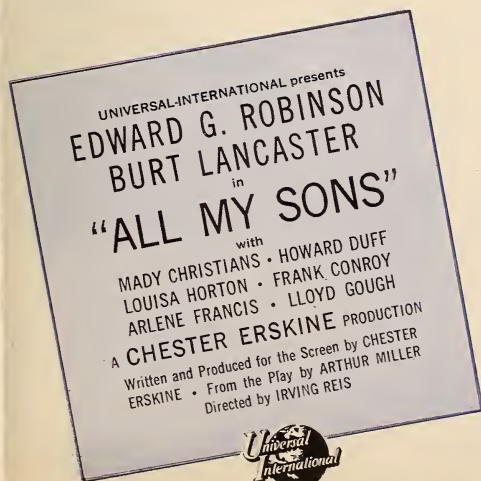 UNIVERSAL-INTERNATIONAL presents
EDWARD G. ROBINSON
BURT LANCASTER
in
"ALL MY SONS"
with
MADY CHRISTIANS • HOWARD DUFF
LOUISA HORTON • FRANK CONROY
ARLENE FRANCIS • LLOYD GOUGH
A CHESTER ERSKINE PRODUCTION
Written and Produced for the Screen by CHESTER
ERSKINE • From the Play by ARTHUR MILLER
Directed by IRVING REIS
Universal
International